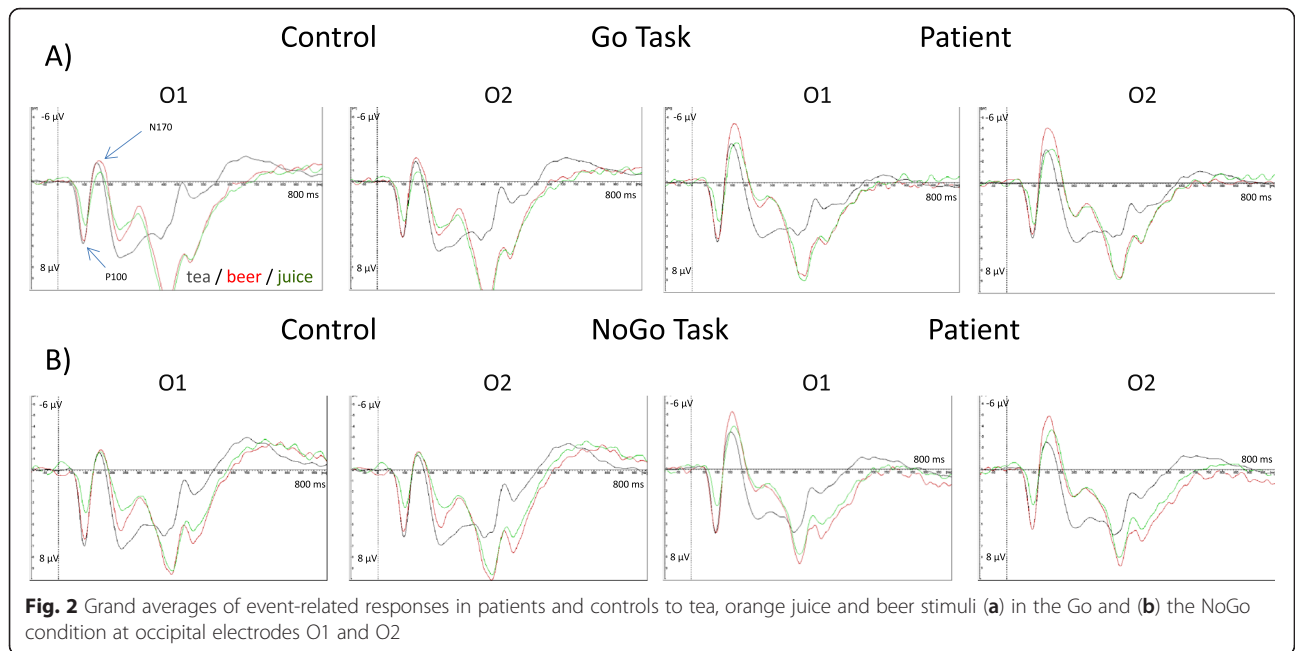 Control Go Task Patient
A)
O1 O2 O1 O2
-6 µV -6 µV -6 µV -6 µV
N170
800 ms 800 ms 800 ms 800 ms
8 µV 8 µV 8 µV 8 µV
P100
tea / beer / juice
Control NoGo Task Patient
B)
O1 O2 O1 O2
-6 µV -6 µV -6 µV -6 µV
800 ms 800 ms 800 ms 800 ms
8 µV 8 µV 8 µV 8 µV
Fig. 2 Grand averages of event-related responses in patients and controls to tea, orange juice and beer stimuli (a) in the Go and (b) the NoGo
condition at occipital electrodes O1 and O2